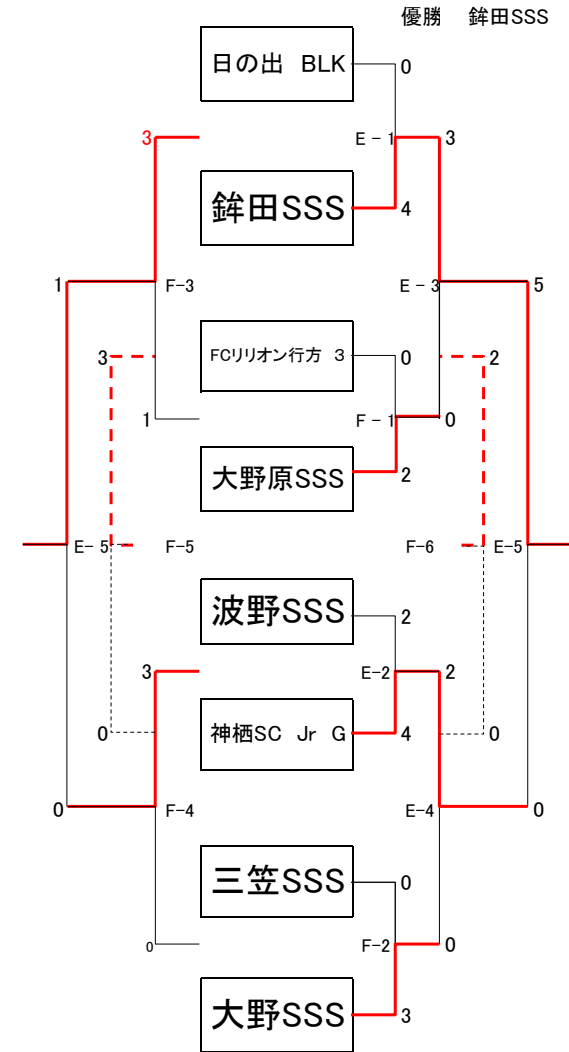 優勝 鉾田SSS
日の出 BLK
0
3
E - 1
3
鉾田SSS
4
1
F-3
E - 3
5
3
FCリリオン行方 3
0
2
1
F - 1
0
大野原SSS
2
E- 5
F-5
F-6
E-5
波野SSS
2
3
E-2
2
0
神栖SC Jr G
4
0
0
F-4
E-4
0
三笠SSS
0
0
F-2
0
大野SSS
3